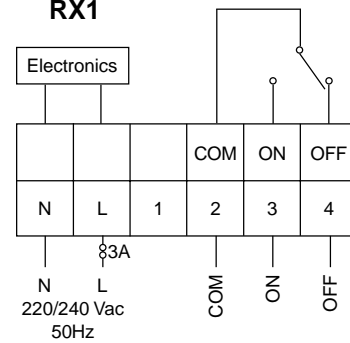 RX1
Electronics
COM ON OFF
N L 1 2 3 4
3A
N L
COM ON OFF
220/240 Vac
50Hz